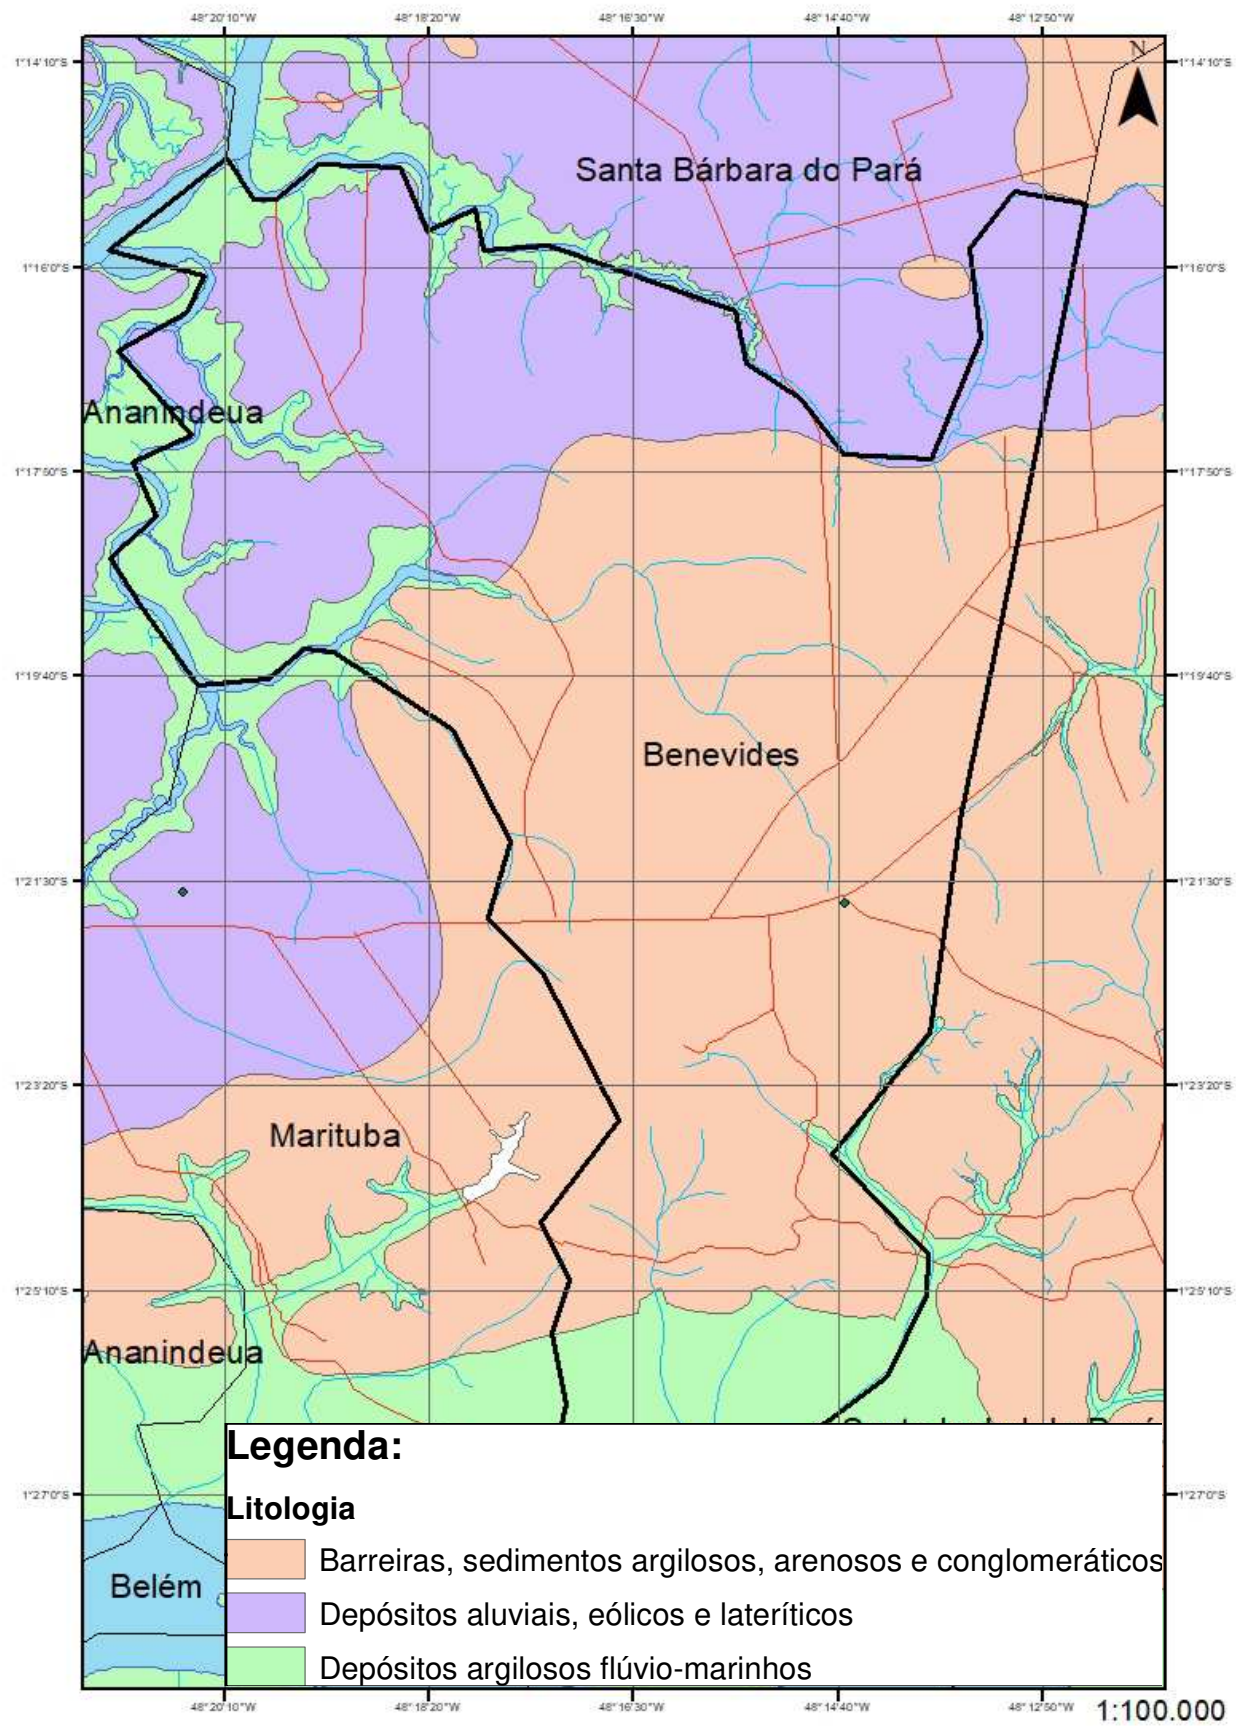 48°20'10"W 48°18'20"W 48°16'30"W 48°14'40"W 48°12'50"W
N
1°14'10"S 1°14'10"S
Santa Bárbara do Pará
1°16'0"S 1°16'0"S
Ananindeua
1°17'50"S 1°17'50"S
1°19'40"S 1°19'40"S
Benevides
1°21'30"S 1°21'30"S
1°23'20"S 1°23'20"S
Marituba
1°25'10"S 1°25'10"S
Ananindeua
Legenda:
1°27'0"S 1°27'0"S
Litologia
Barreiras, sedimentos argilosos, arenosos e conglomeráticos
Belém
Depósitos aluviais, eólicos e lateríticos
Depósitos argilosos flúvio-marinhos
48°20'10"W 48°18'20"W 48°16'30"W 48°14'40"W 48°12'50"W
1:100.000